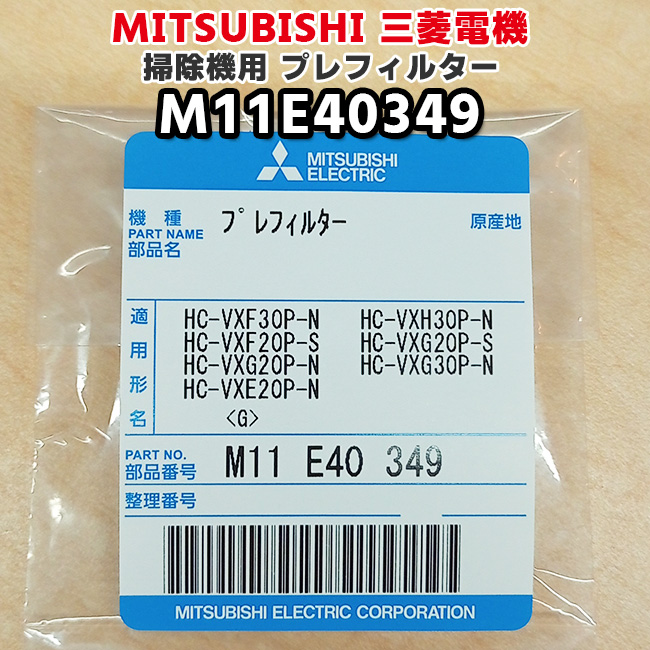 MITSUBISHI 三菱電機
掃除機用 プレフィルター
M11E40349
MITSUBISHI
ELECTRIC
機種
PART NAME
部品名
プレフィルター
原産地
適用形名
HC-VXF30P-N HC-VXH30P-N
HC-VXF20P-S HC-VXG20P-S
HC-VXG20P-N HC-VXG30P-N
HC-VXE20P-N
<G>
PART NO.
部品番号
M11 E40 349
整理番号
MITSUBISHI ELECTRIC CORPORATION